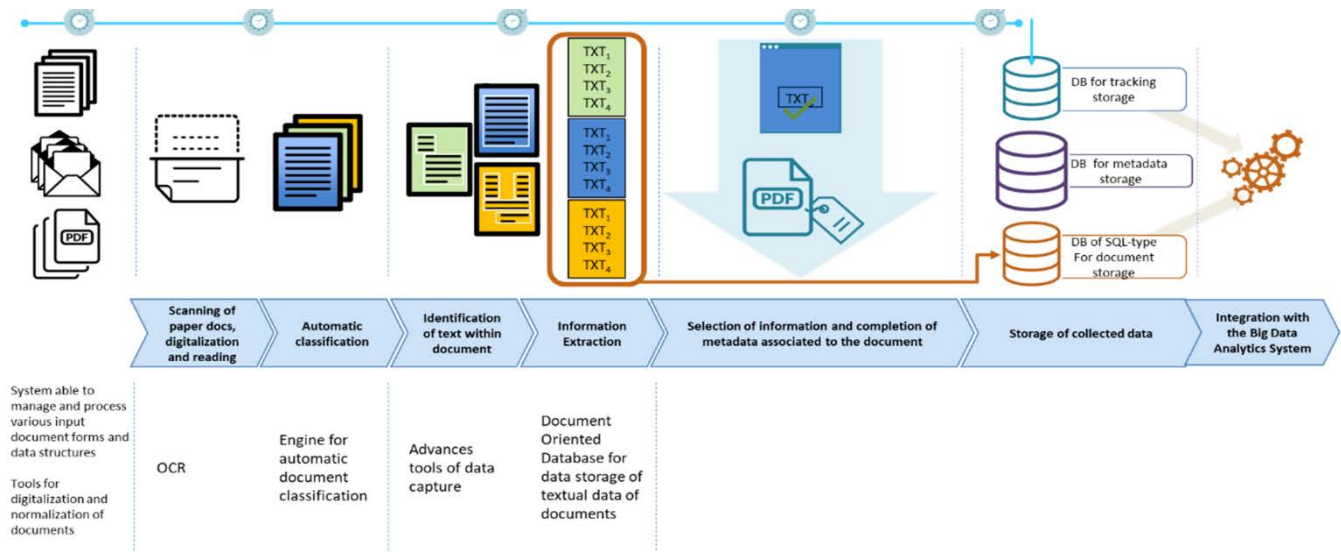 TXT1
TXT2
TXT3
TXT4
TXT1
TXT2
TXT3
TXT4
TXT1
TXT2
TXT3
TXT4
TXT
PDF
PDF
DB for tracking
storage
DB for metadata
storage
DB of SQL-type
For document
storage
Scanning of
paper docs,
digitalization
and reading
Automatic
classification
Identification
of text within
document
Information
Extraction
Selection of information and completion of
metadata associated to the document
Storage of collected data
Integration with
the Big Data
Analytics System
System able to
manage and process
various input
document forms and
data structures
Tools for
digitalization and
normalization of
documents
OCR
Engine for
automatic
document
classification
Advances
tools of data
capture
Document
Oriented
Database for
data storage of
textual data of
documents